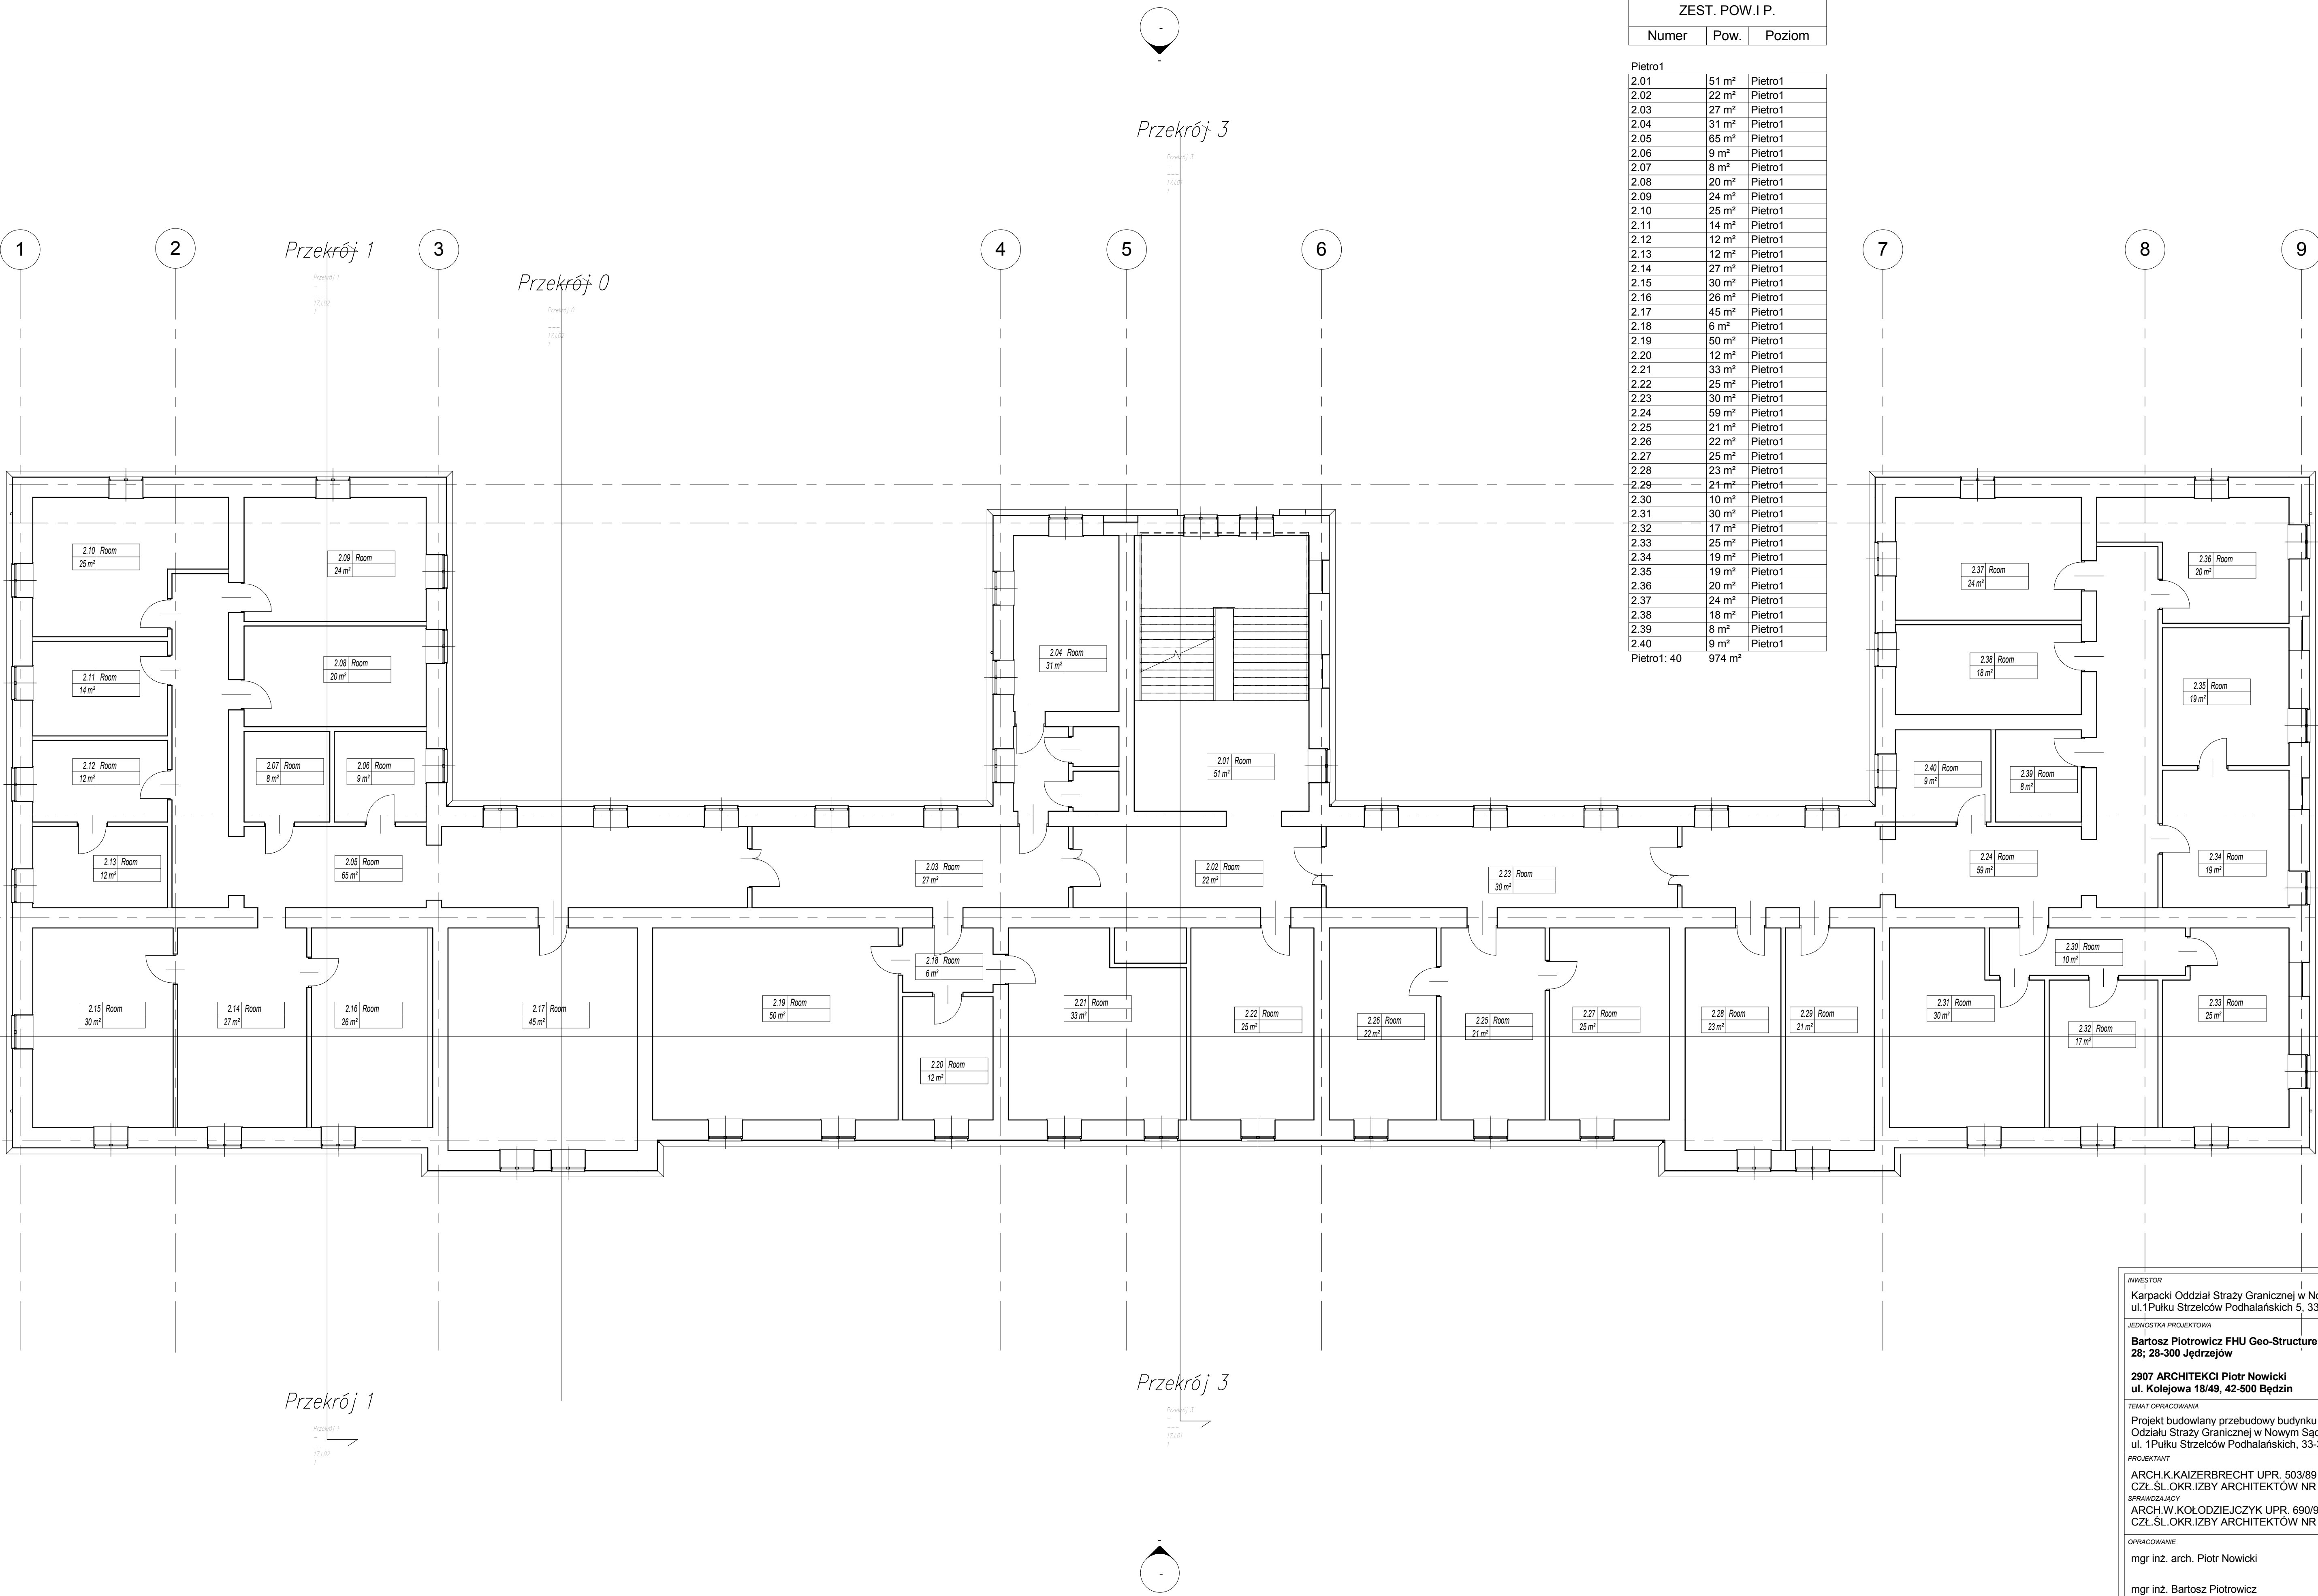 ZEST. POW.I P.
Numer Pow. Poziom
Pietro1
2.01 51 m² Pietro1
2.02 22 m² Pietro1
2.03 27 m² Pietro1
2.04 31 m² Pietro1
2.05 65 m² Pietro1
2.06 9 m² Pietro1
2.07 8 m² Pietro1
2.08 20 m² Pietro1
2.09 24 m² Pietro1
2.10 25 m² Pietro1
2.11 14 m² Pietro1
2.12 12 m² Pietro1
2.13 12 m² Pietro1
2.14 27 m² Pietro1
2.15 30 m² Pietro1
2.16 26 m² Pietro1
2.17 45 m² Pietro1
2.18 6 m² Pietro1
2.19 50 m² Pietro1
2.20 12 m² Pietro1
2.21 33 m² Pietro1
2.22 25 m² Pietro1
2.23 30 m² Pietro1
2.24 59 m² Pietro1
2.25 21 m² Pietro1
2.26 22 m² Pietro1
2.27 25 m² Pietro1
2.28 23 m² Pietro1
2.29 21 m² Pietro1
2.30 10 m² Pietro1
2.31 30 m² Pietro1
2.32 17 m² Pietro1
2.33 25 m² Pietro1
2.34 19 m² Pietro1
2.35 19 m² Pietro1
2.36 20 m² Pietro1
2.37 24 m² Pietro1
2.38 18 m² Pietro1
2.39 8 m² Pietro1
2.40 9 m² Pietro1
Pietro1: 40 974 m²
Przekrój 3
Przekrój 3
1 2 3 4 5 6 7 8 9
Przekrój 1
Przekrój 1
Przekrój 0
Przekrój 0
2.10 Room
25 m²
2.09 Room
24 m²
2.37 Room
24 m²
2.36 Room
20 m²
2.11 Room
14 m²
2.08 Room
20 m²
2.04 Room
31 m²
2.38 Room
18 m²
2.35 Room
19 m²
2.12 Room
12 m²
2.07 Room
8 m²
2.06 Room
9 m²
2.01 Room
51 m²
2.40 Room
9 m²
2.39 Room
8 m²
2.13 Room
12 m²
2.05 Room
65 m²
2.03 Room
27 m²
2.02 Room
22 m²
2.23 Room
30 m²
2.24 Room
59 m²
2.34 Room
19 m²
2.18 Room
6 m²
2.30 Room
10 m²
2.15 Room
30 m²
2.14 Room
27 m²
2.16 Room
26 m²
2.17 Room
45 m²
2.19 Room
50 m²
2.21 Room
33 m²
2.22 Room
25 m²
2.26 Room
22 m²
2.25 Room
21 m²
2.27 Room
25 m²
2.28 Room
23 m²
2.29 Room
21 m²
2.31 Room
30 m²
2.32 Room
17 m²
2.33 Room
25 m²
2.20 Room
12 m²
Przekrój 1
Przekrój 1
Przekrój 3
Przekrój 3
INWESTOR
Karpacki Oddział Straży Granicznej w No
ul.1Pułku Strzelców Podhalańskich 5, 33
JEDNOSTKA PROJEKTOWA
Bartosz Piotrowicz FHU Geo-Structure
28; 28-300 Jędrzejów
2907 ARCHITEKCI Piotr Nowicki
ul. Kolejowa 18/49, 42-500 Będzin
TEMAT OPRACOWANIA
Projekt budowlany przebudowy budynku
Odziału Straży Granicznej w Nowym Sąc
ul. 1Pułku Strzelców Podhalańskich, 33-
PROJEKTANT
ARCH.K.KAIZERBRECHT UPR. 503/89
CZŁ.ŚL.OKR.IZBY ARCHITEKTÓW NR
SPRAWDZAJĄCY
ARCH.W.KOŁODZIEJCZYK UPR. 690/9
CZŁ.ŚL.OKR.IZBY ARCHITEKTÓW NR
OPRACOWANIE
mgr inż. arch. Piotr Nowicki
mgr inż. Bartosz Piotrowicz